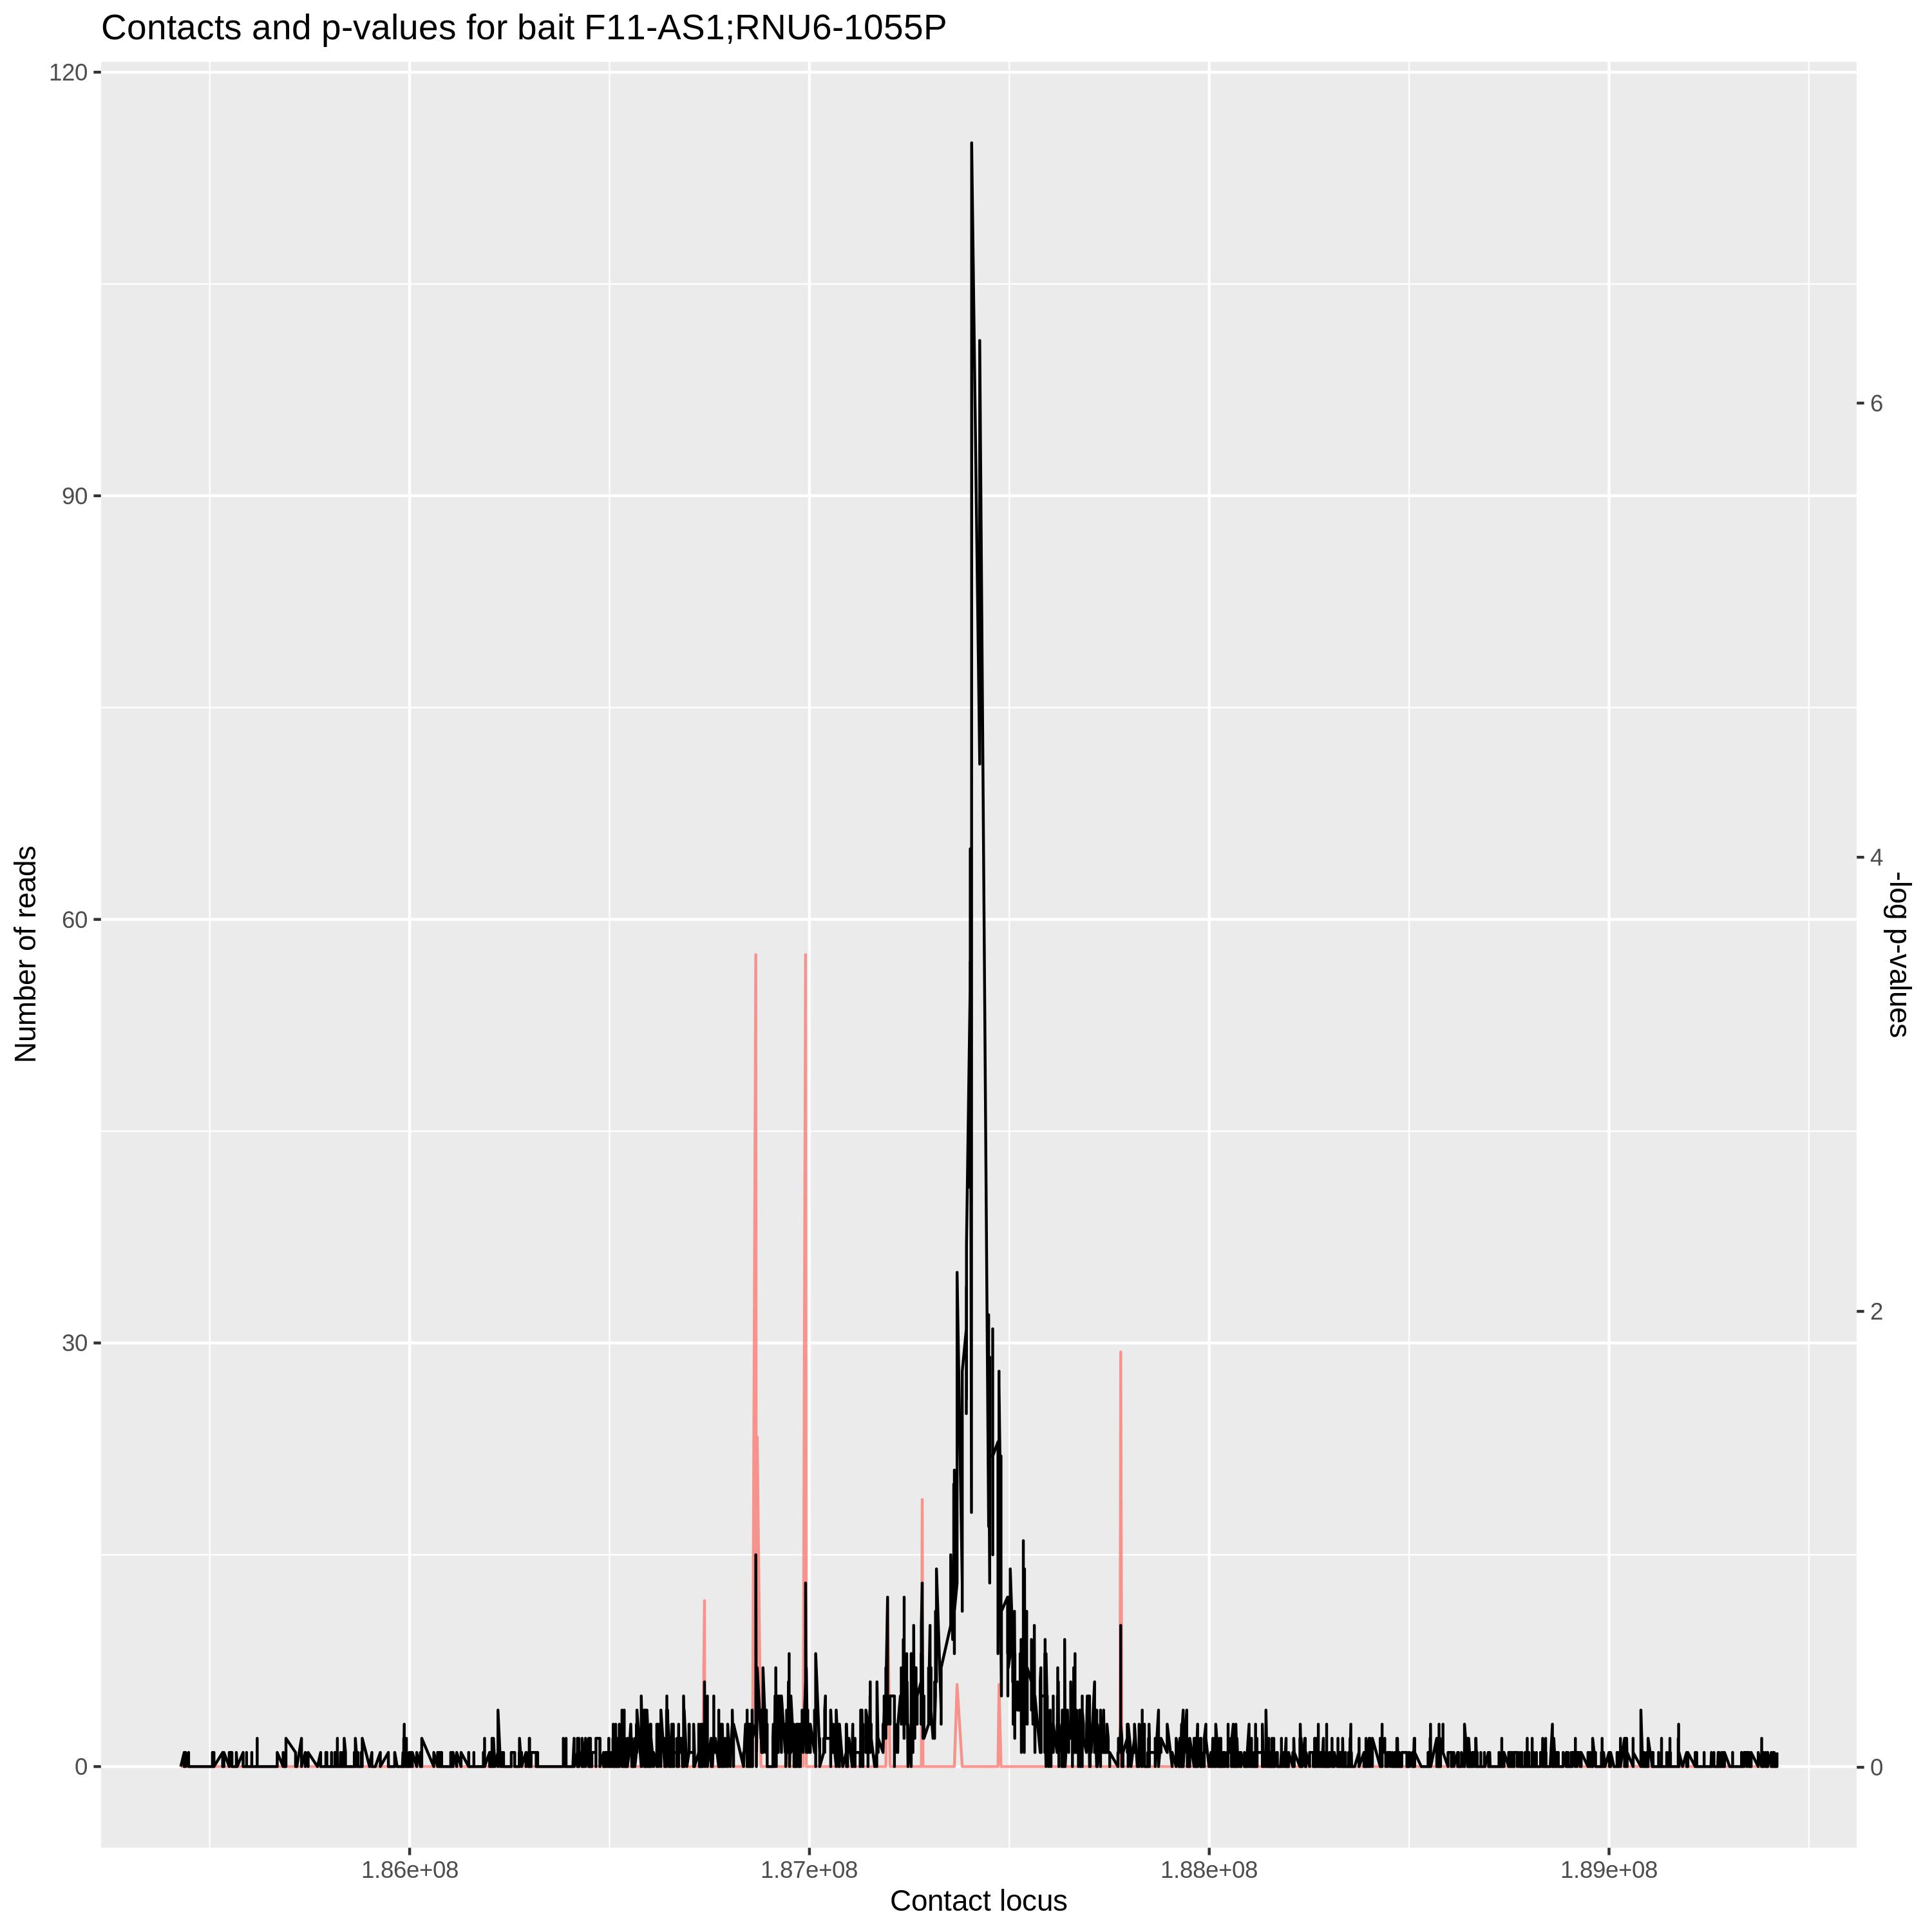 Contacts and p-values for bait F11-AS1;RNU6-1055P
120
90
60
30
0
Number of reads
6
4
2
0
-log p-values
1.86e+08
1.87e+08
1.88e+08
1.89e+08
Contact locus